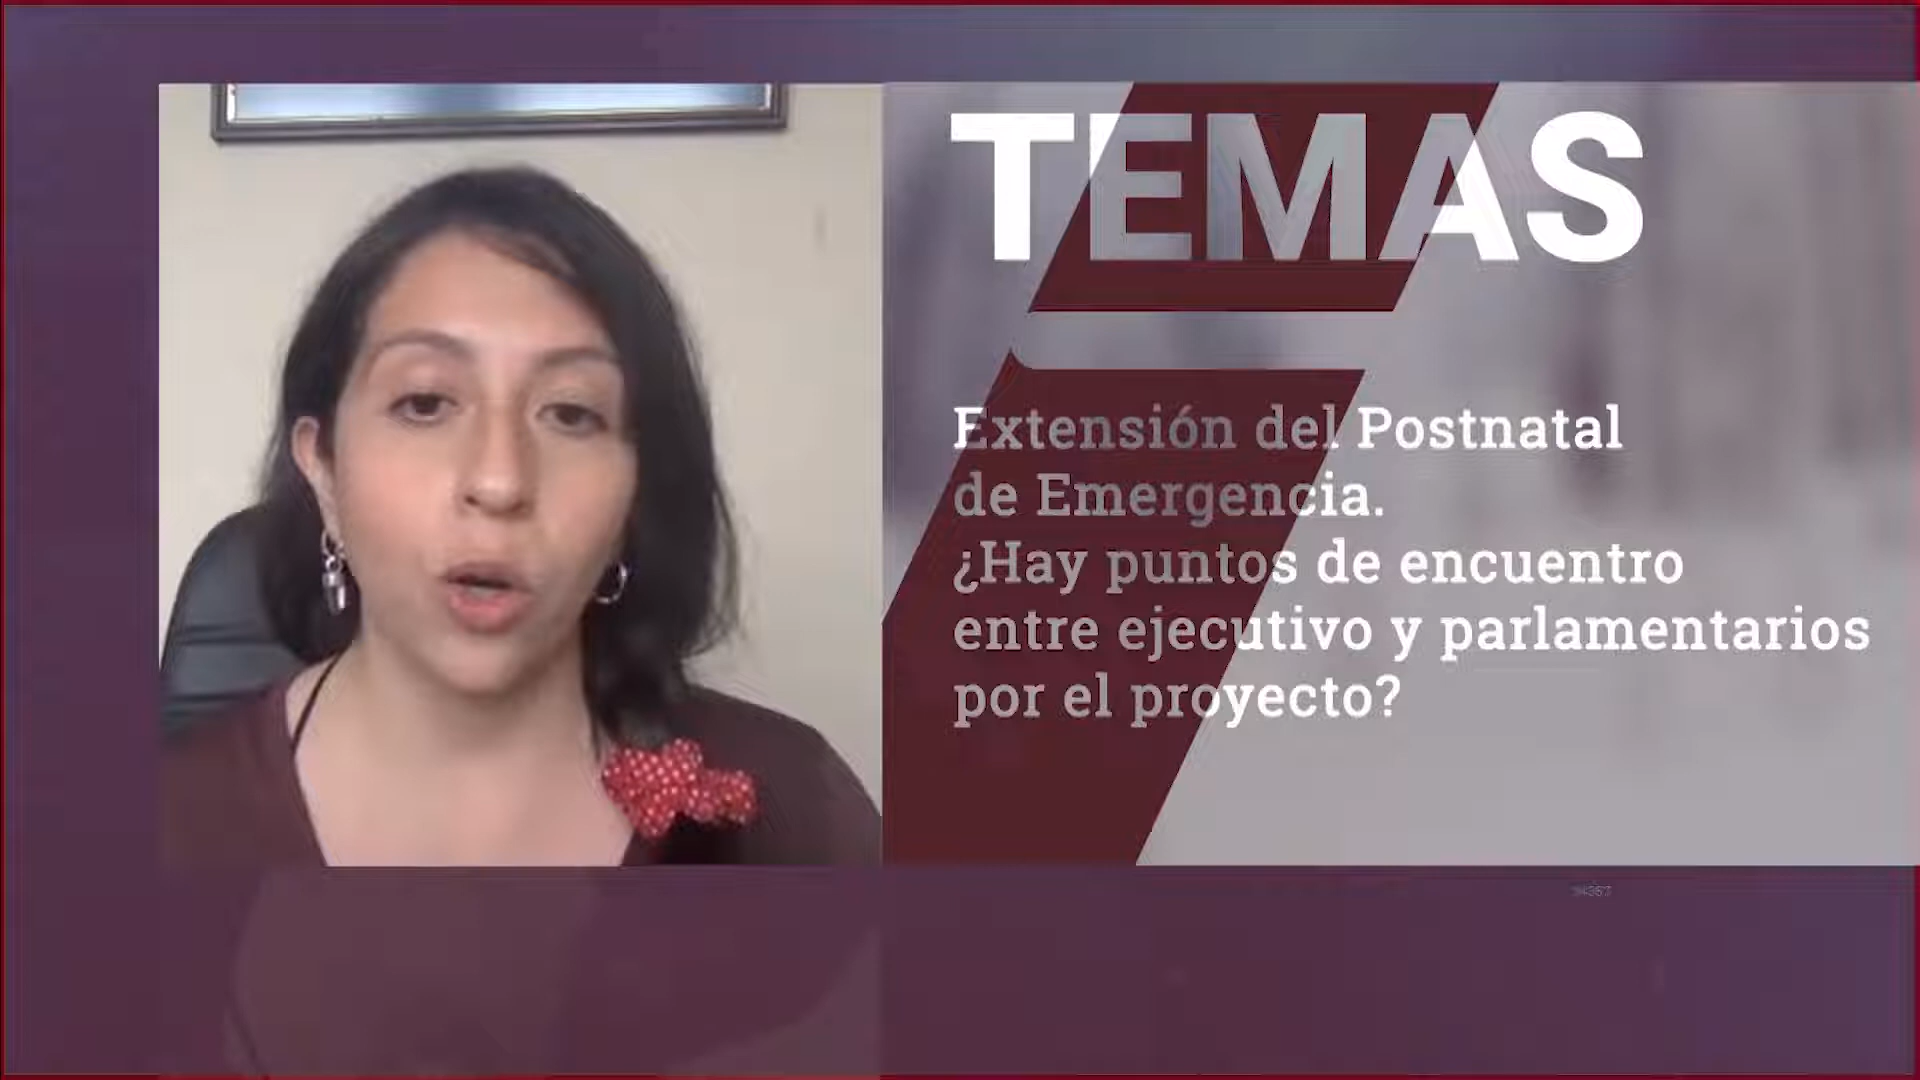 TEMAS
Extensión del Postnatal
de Emergencia.
¿Hay puntos de encuentro
entre ejecutivo y parlamentarios
por el proyecto?